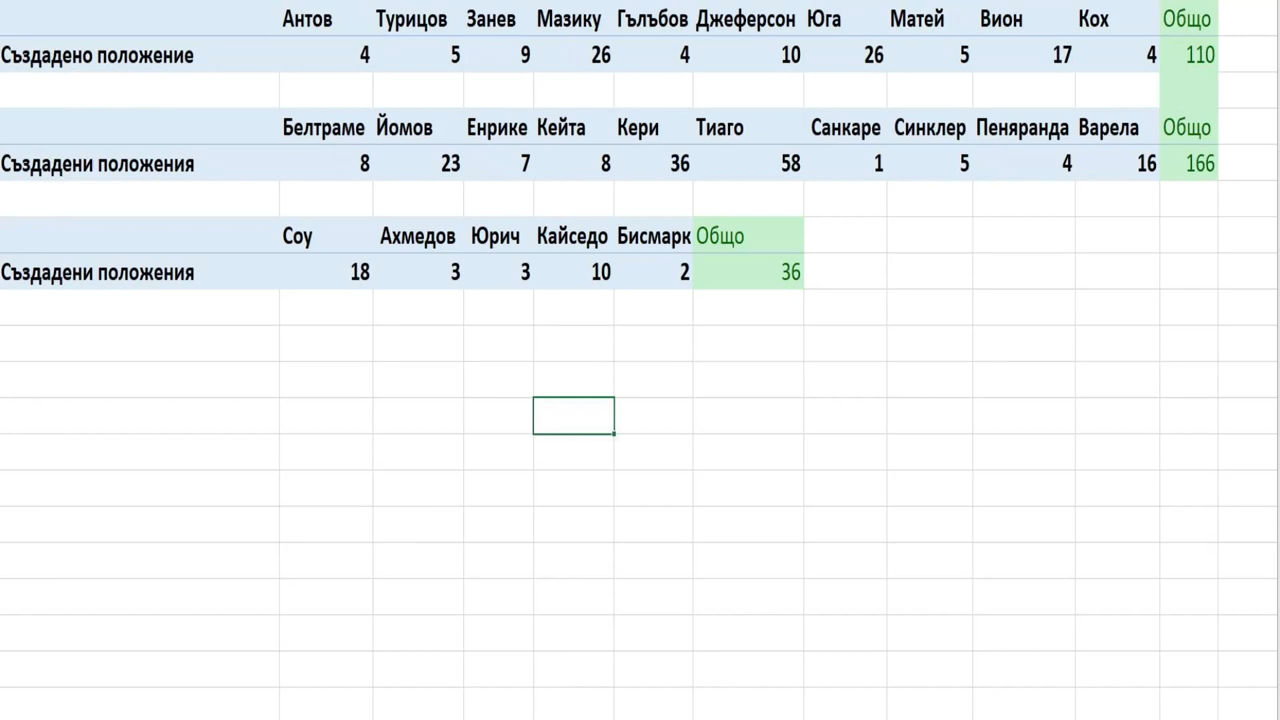 Антов Турицов Занев Мазику Гълъбов Джеферсон Юга Матей Вион Кох Общо
Създадено положение 4 5 9 26 4 10 26 5 17 4 110
Белтраме Йомов Енрике Кейта Кери Тиаго Санкаре Синклер Пеняранда Варела Общо
Създадени положения 8 23 7 8 36 58 1 5 4 16 166
Соу Ахмедов Юрич Кайседо Бисмарк Общо
Създадени положения 18 3 3 10 2 36